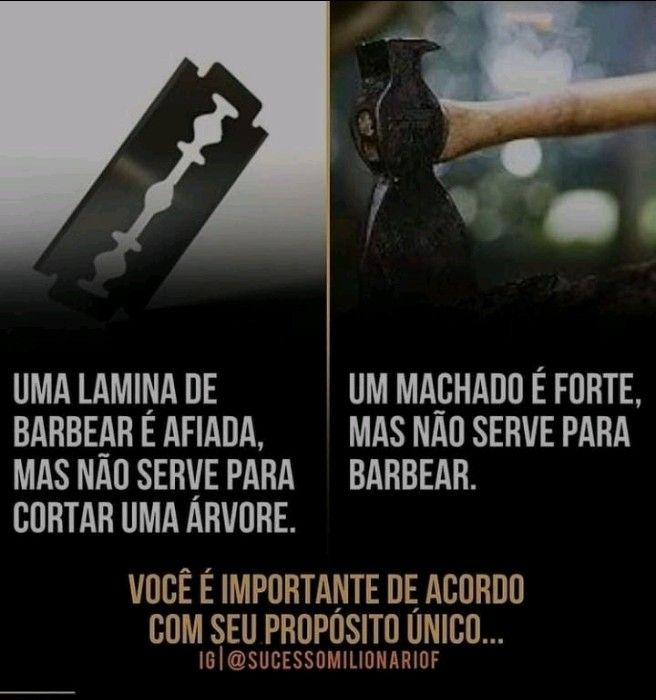 UMA LAMINA DE
BARBEAR É AFIADA,
MAS NÃO SERVE PARA
CORTAR UMA ÁRVORE.
UM MACHADO É FORTE,
MAS NÃO SERVE PARA
BARBEAR.
VOCÊ É IMPORTANTE DE ACORDO
COM SEU PROPÓSITO ÚNICO...
IG|@SUCESSOMILIONARIOF